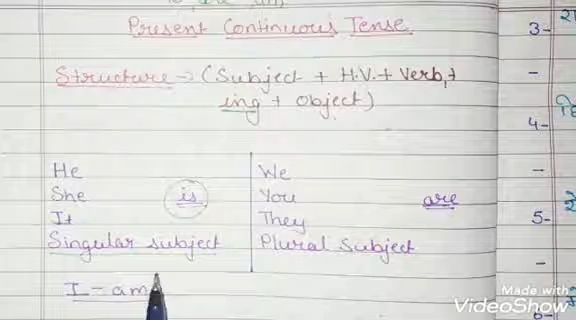 Present Continuous Tense
Structure → (Subject + H.V. + Verb₁ +
ing + object)
He We
She is You are
It They
Singular subject Plural Subject
I - am
3-
-
4-
-
5-
-
6-
Made with
VideoShow